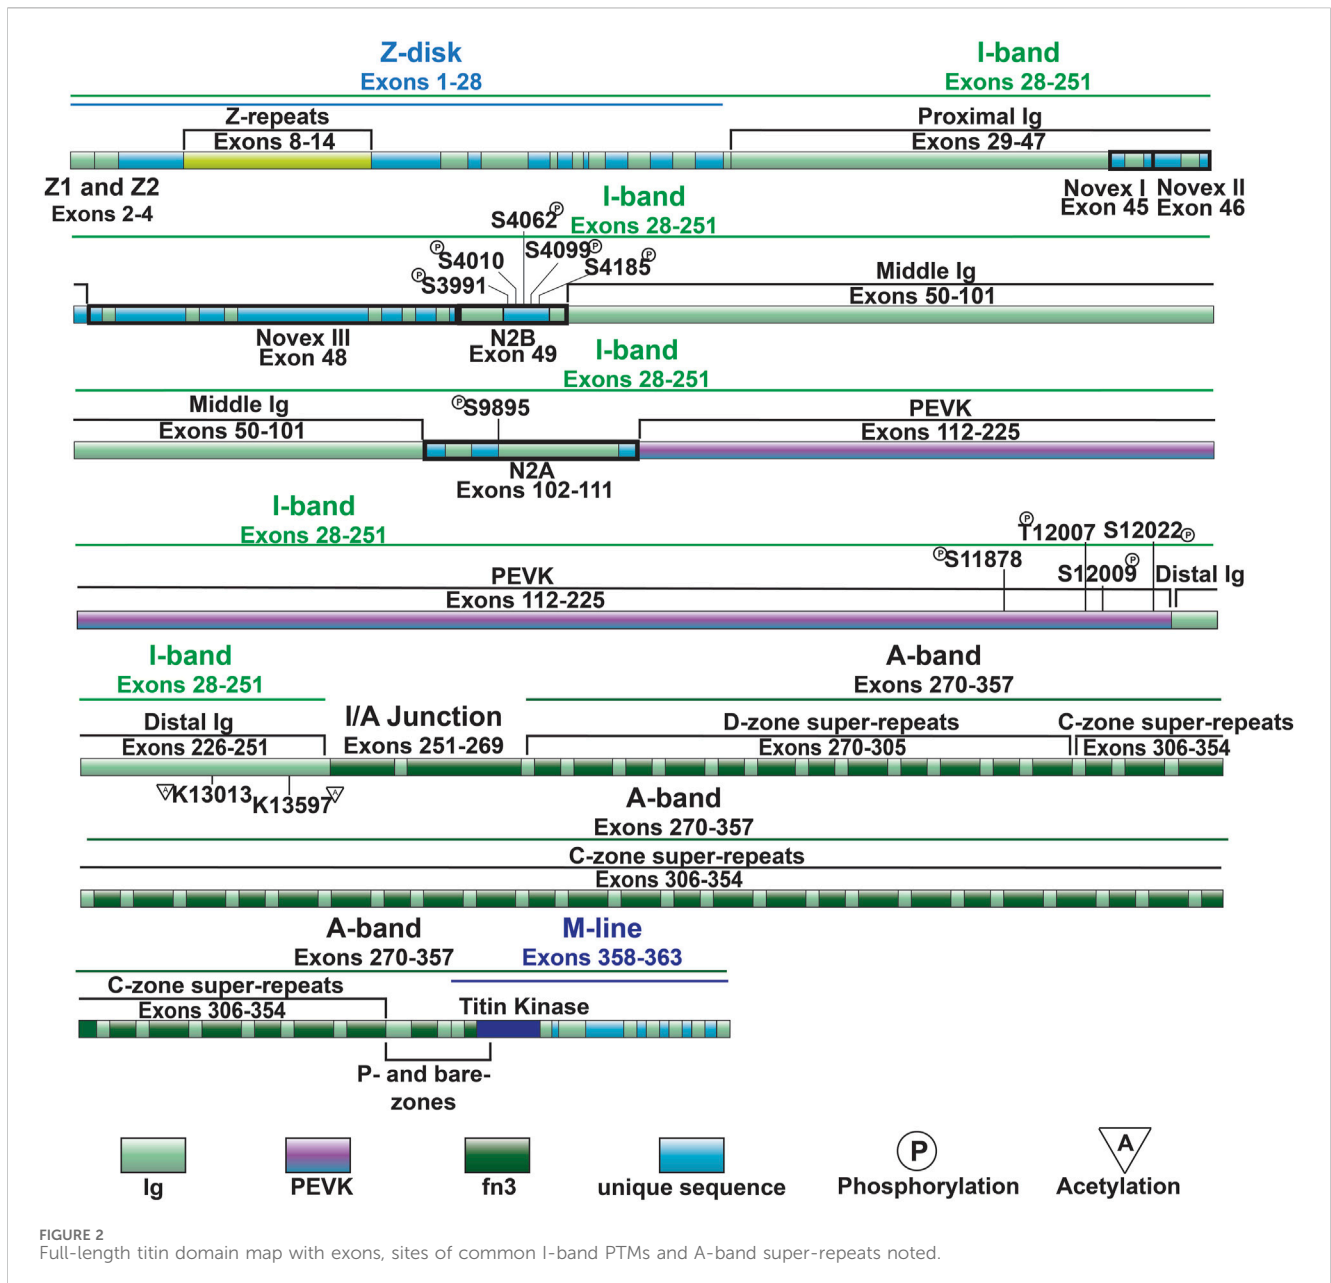 Z-disk
Exons 1-28
I-band
Exons 28-251
Z-repeats
Exons 8-14
Proximal Ig
Exons 29-47
Z1 and Z2
Exons 2-4
Novex I
Exon 45
Novex II
Exon 46
I-band
Exons 28-251
S4062 P
P S4010
S4099 P
P S3991
S4185 P
Middle Ig
Exons 50-101
Novex III
Exon 48
N2B
Exon 49
I-band
Exons 28-251
Middle Ig
Exons 50-101
P S9895
PEVK
Exons 112-225
N2A
Exons 102-111
I-band
Exons 28-251
P T12007
S12022 P
P S11878
S12009 P
PEVK
Exons 112-225
Distal Ig
I-band
Exons 28-251
A-band
Exons 270-357
Distal Ig
Exons 226-251
I/A Junction
Exons 251-269
D-zone super-repeats
Exons 270-305
C-zone super-repeats
Exons 306-354
A K13013
K13597 A
A-band
Exons 270-357
C-zone super-repeats
Exons 306-354
A-band
Exons 270-357
M-line
Exons 358-363
C-zone super-repeats
Exons 306-354
Titin Kinase
P- and bare-
zones
Ig
PEVK
fn3
unique sequence
P
Phosphorylation
A
Acetylation
FIGURE 2
Full-length titin domain map with exons, sites of common I-band PTMs and A-band super-repeats noted.